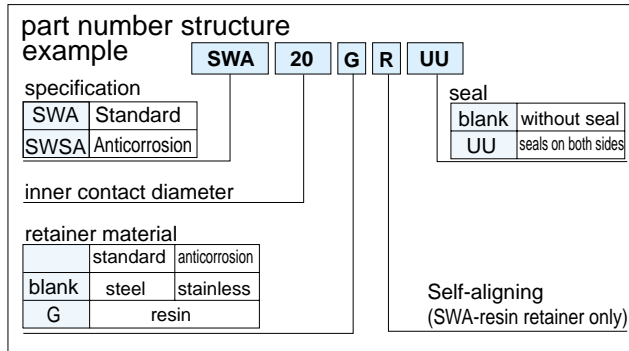 part number structure
example
SWA 20 G R UU
specification
SWA Standard
SWSA Anticorrosion
seal
blank without seal
UU seals on both sides
inner contact diameter
retainer material
standard anticorrosion
blank steel stainless
G resin
Self-aligning
(SWA-resin retainer only)